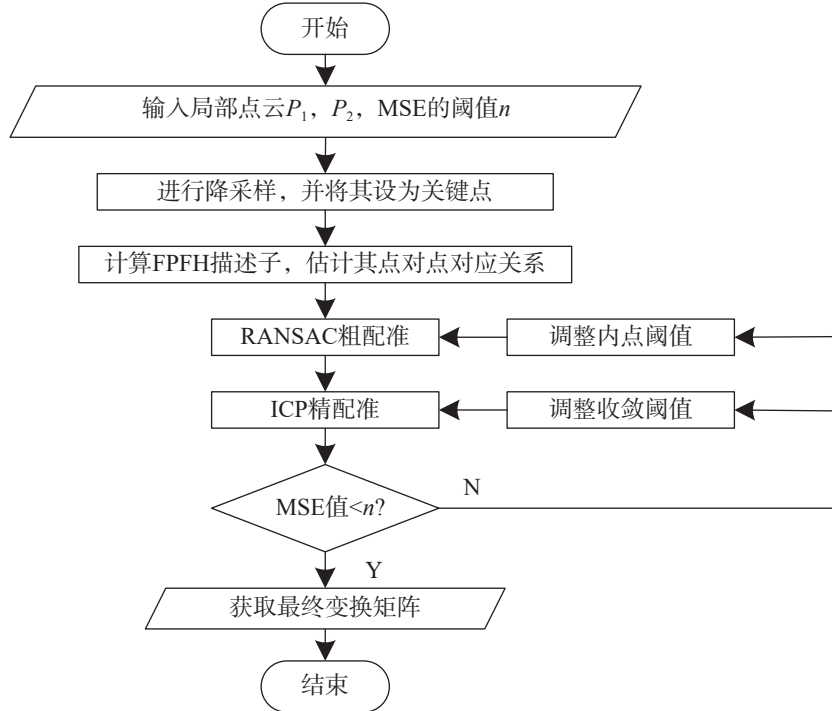 开始
输入局部点云P₁，P₂，MSE的阈值n
进行降采样，并将其设为关键点
计算FPFH描述子，估计其点对点对应关系
RANSAC粗配准
调整内点阈值
ICP精配准
调整收敛阈值
MSE值<n?
N
Y
获取最终变换矩阵
结束